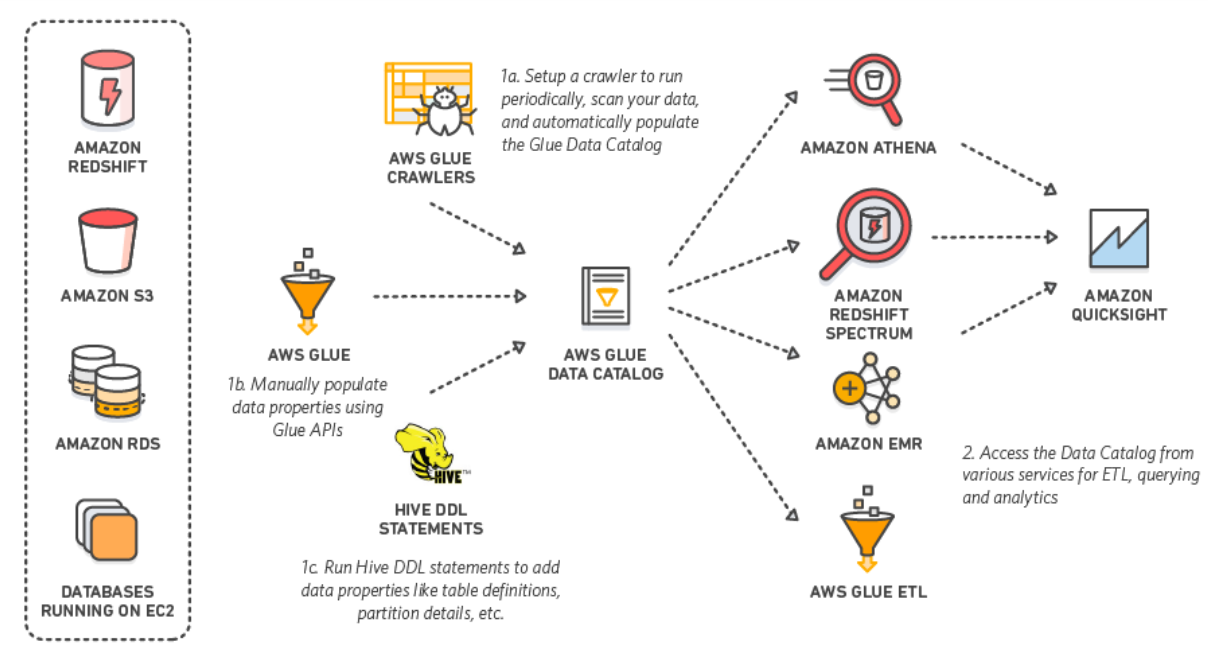 AMAZON
REDSHIFT
AMAZON S3
AMAZON RDS
DATABASES
RUNNING ON EC2
AWS GLUE
CRAWLERS
1a. Setup a crawler to run
periodically, scan your data,
and automatically populate
the Glue Data Catalog
AWS GLUE
1b. Manually populate
data properties using
Glue APIs
HIVE™
HIVE DDL
STATEMENTS
1c. Run Hive DDL statements to add
data properties like table definitions,
partition details, etc.
AWS GLUE
DATA CATALOG
AMAZON ATHENA
AMAZON
REDSHIFT
SPECTRUM
AMAZON EMR
AWS GLUE ETL
AMAZON
QUICKSIGHT
2. Access the Data Catalog from
various services for ETL, querying
and analytics